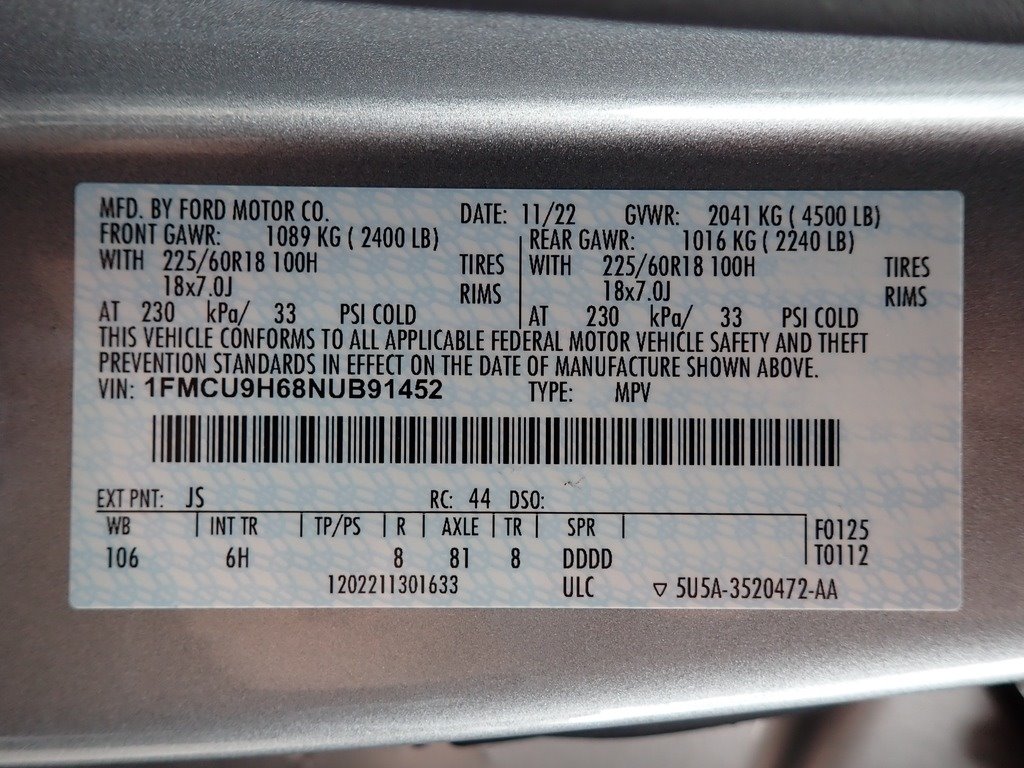 MFD. BY FORD MOTOR CO. DATE: 11/22 GVWR: 2041 KG ( 4500 LB)
FRONT GAWR: 1089 KG ( 2400 LB) REAR GAWR: 1016 KG ( 2240 LB)
WITH 225/60R18 100H TIRES WITH 225/60R18 100H TIRES
18x7.0J RIMS 18x7.0J RIMS
AT 230 kPa/ 33 PSI COLD AT 230 kPa/ 33 PSI COLD
THIS VEHICLE CONFORMS TO ALL APPLICABLE FEDERAL MOTOR VEHICLE SAFETY AND THEFT
PREVENTION STANDARDS IN EFFECT ON THE DATE OF MANUFACTURE SHOWN ABOVE.
VIN: 1FMCU9H68NUB91452 TYPE: MPV
EXT PNT: JS RC: 44 DSO:
WB INT TR TP/PS R AXLE TR SPR F0125
106 6H 8 81 8 DDDD T0112
1202211301633 ULC ▽ 5U5A-3520472-AA